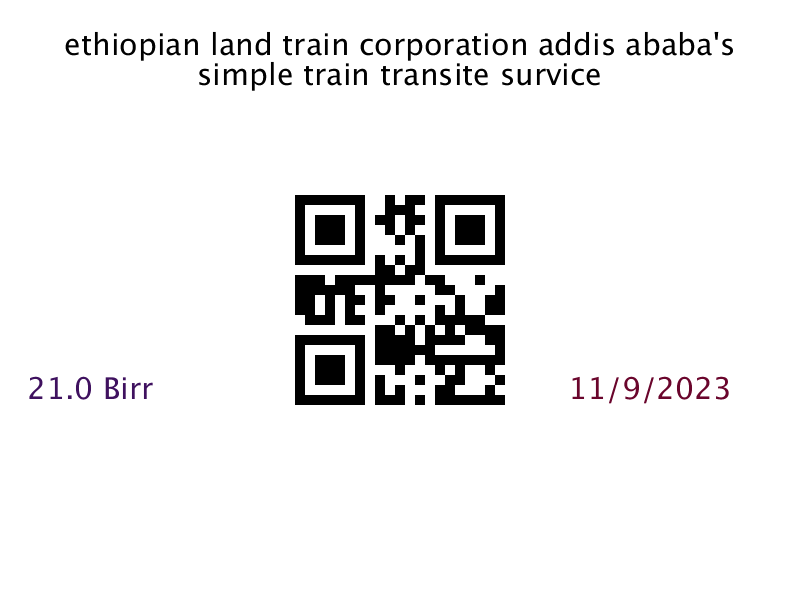 ethiopian land train corporation addis ababa's
simple train transite survice
21.0 Birr
11/9/2023